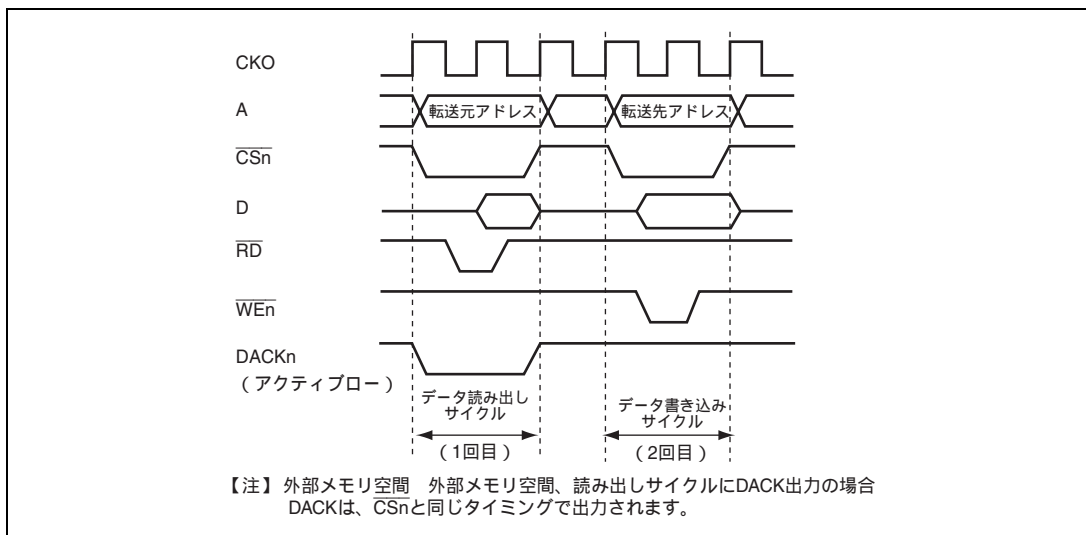 CKO
A
転送元アドレス
転送先アドレス
CSn
D
RD
WEn
DACKn
(アクティブロー)
データ読み出し
サイクル
(1回目)
データ書き込み
サイクル
(2回目)
【注】 外部メモリ空間 外部メモリ空間、読み出しサイクルにDACK出力の場合
DACKは、CSnと同じタイミングで出力されます。